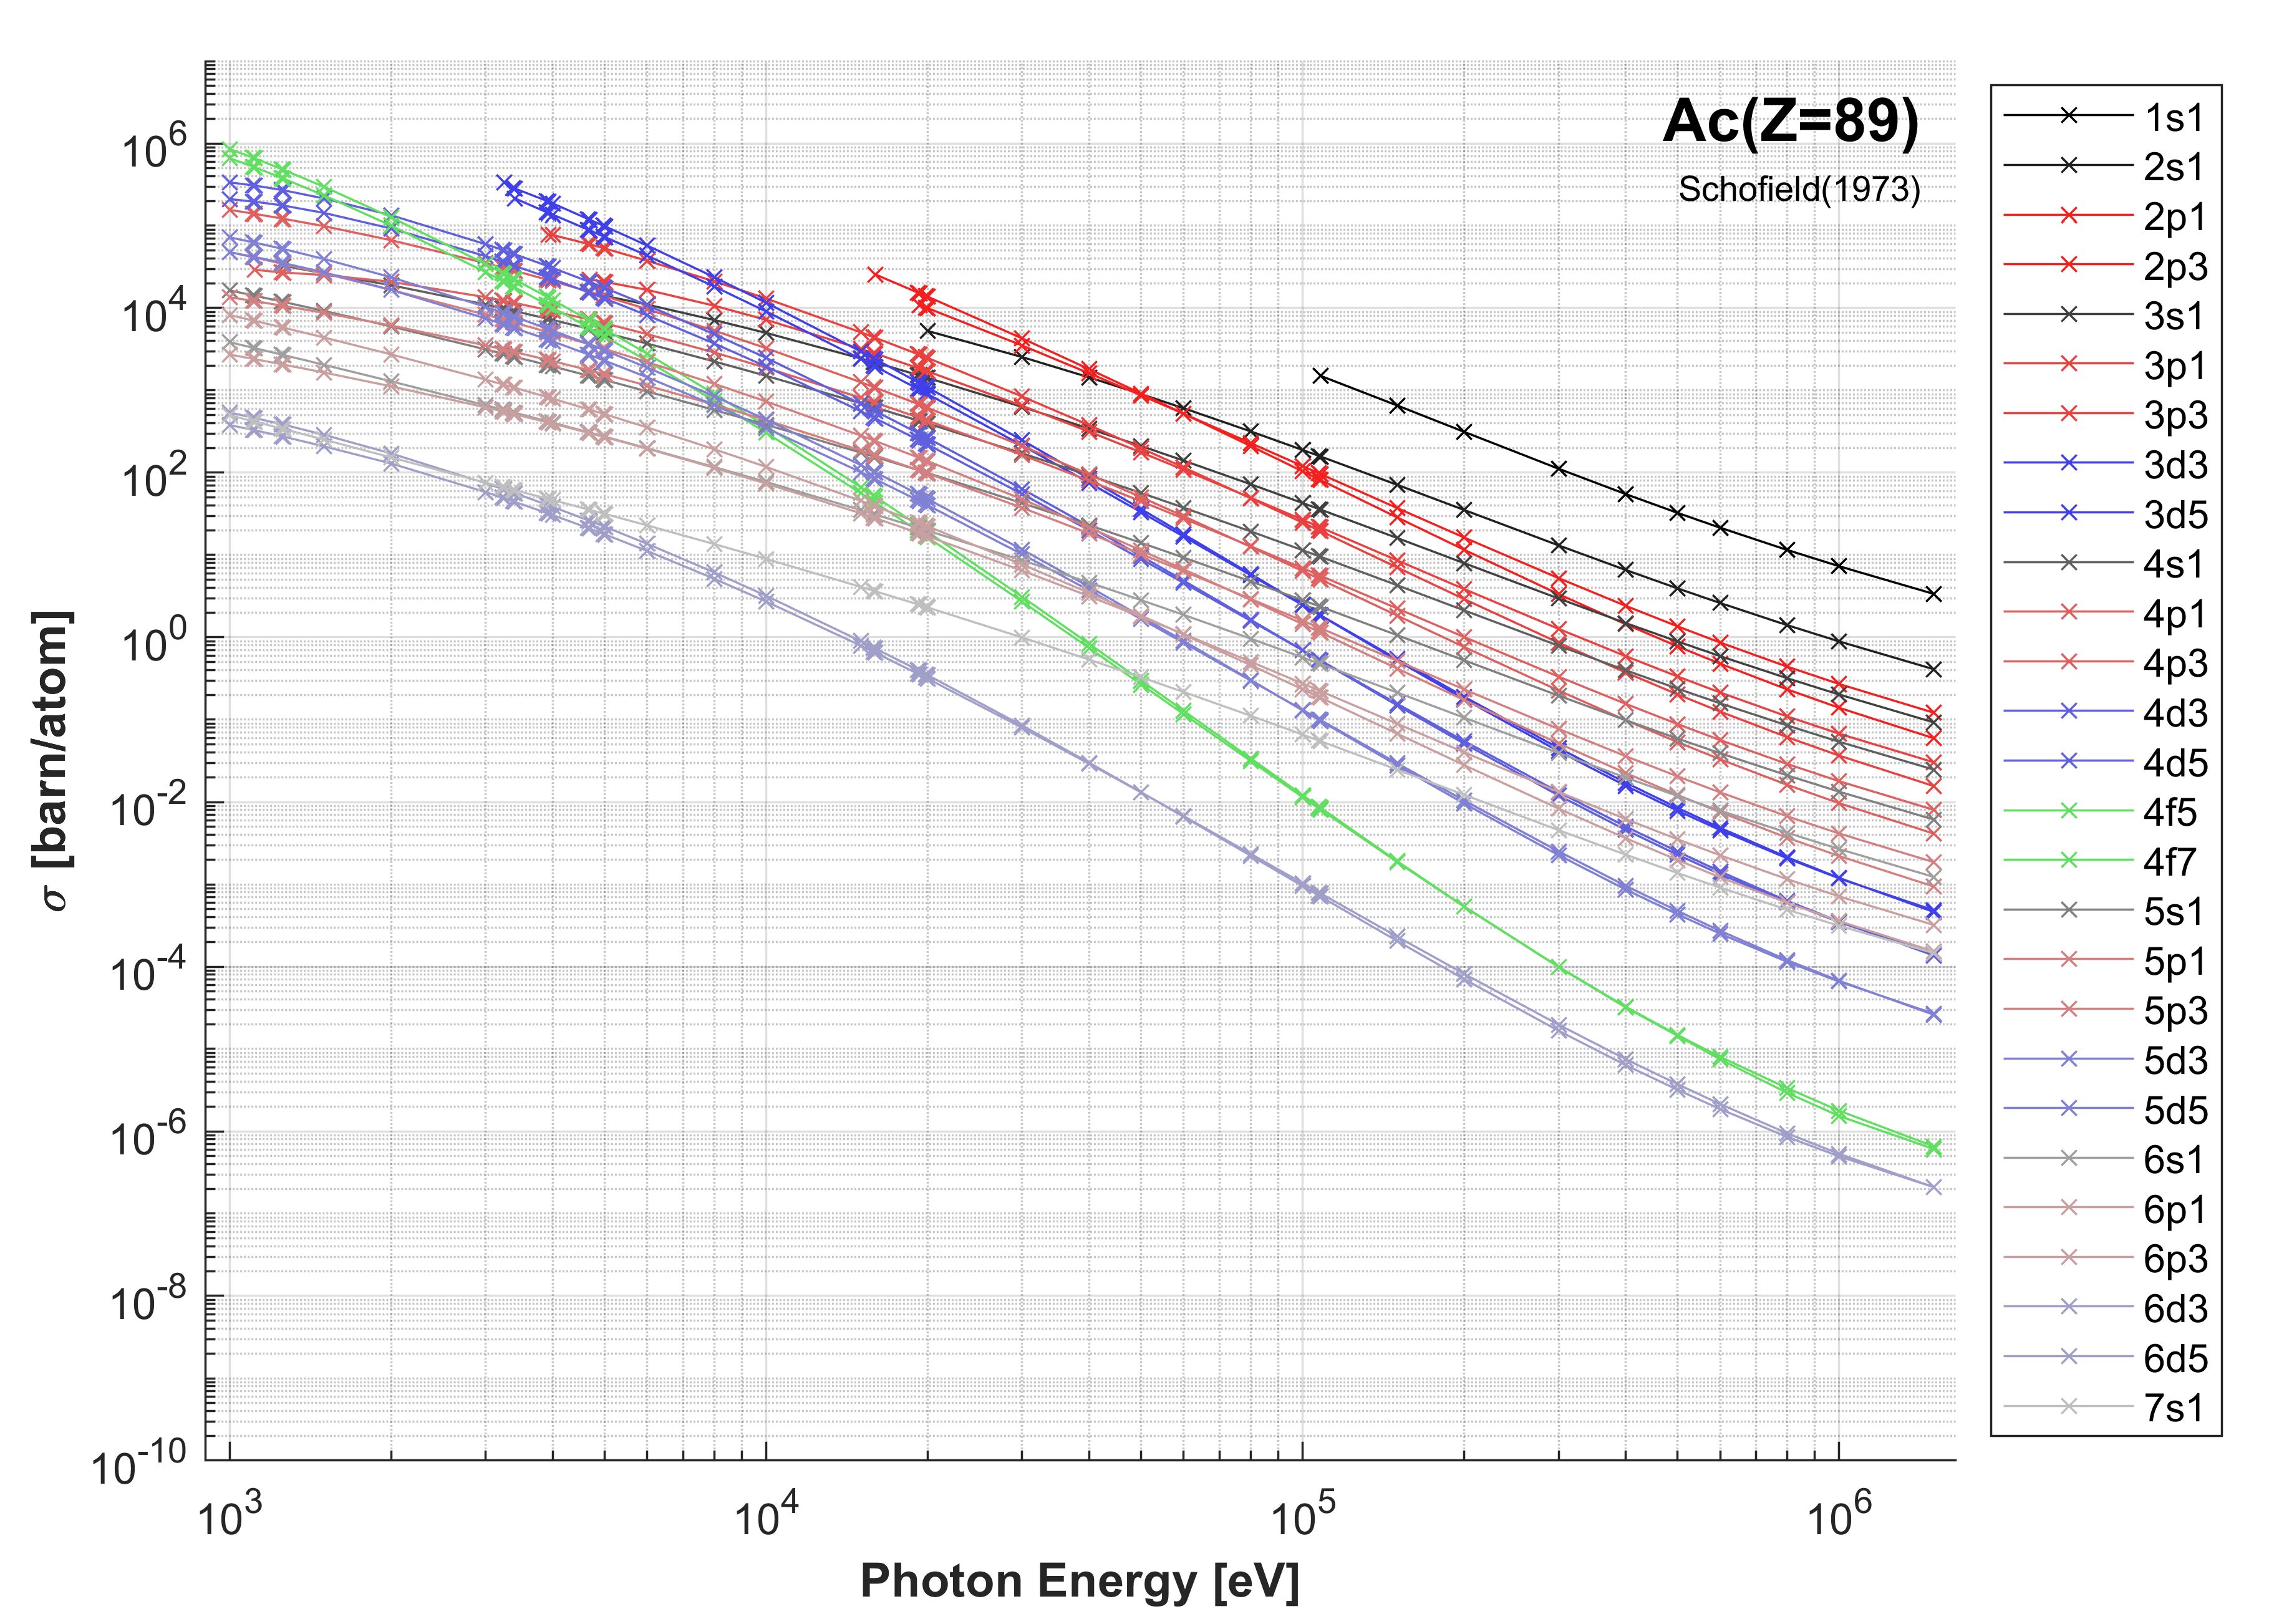 Ac(Z=89)
Schofield(1973)
10^6
10^4
10^2
10^0
10^-2
10^-4
10^-6
10^-8
10^-10
σ [barn/atom]
10^3
10^4
10^5
10^6
Photon Energy [eV]
1s1
2s1
2p1
2p3
3s1
3p1
3p3
3d3
3d5
4s1
4p1
4p3
4d3
4d5
4f5
4f7
5s1
5p1
5p3
5d3
5d5
6s1
6p1
6p3
6d3
6d5
7s1